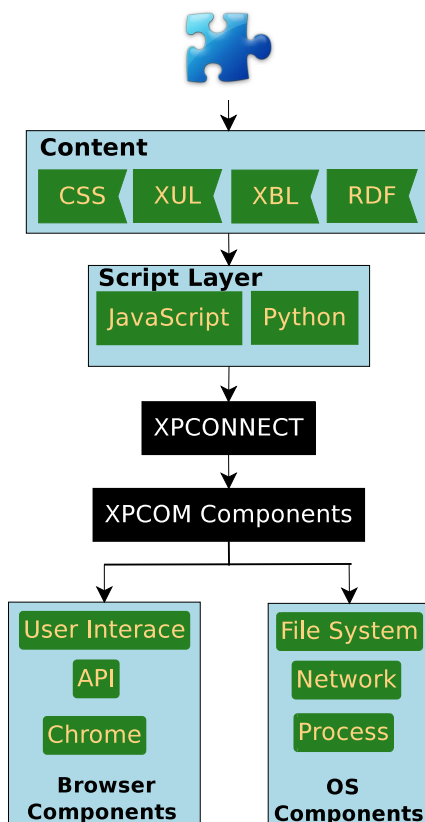 Content
CSS XUL XBL RDF
Script Layer
JavaScript Python
XPCONNECT
XPCOM Components
User Interace
API
Chrome
Browser
Components
File System
Network
Process
OS
Components